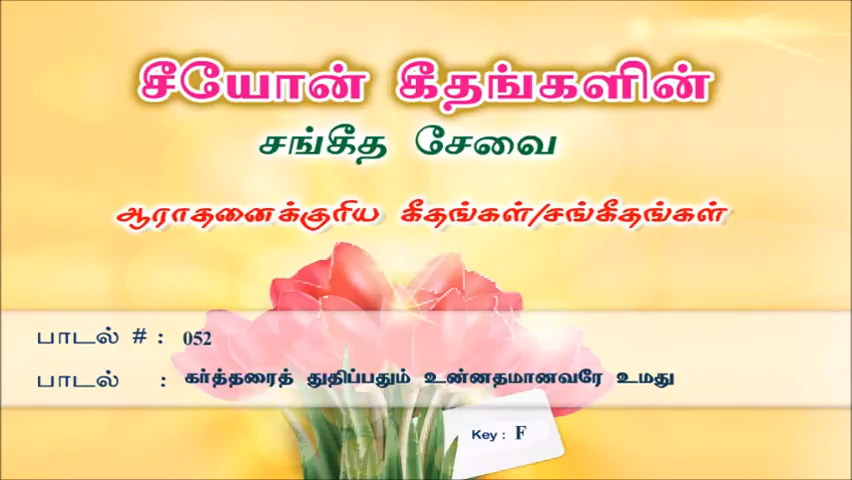 சீயோன் கீதங்களின்
சங்கீத சேவை
ஆராதனைக்குரிய கீதங்கள்/சங்கீதங்கள்
பாடல் # : 052
பாடல் : கர்த்தரைத் துதிப்பதும் உன்னதமானவரே உமது
Key : F